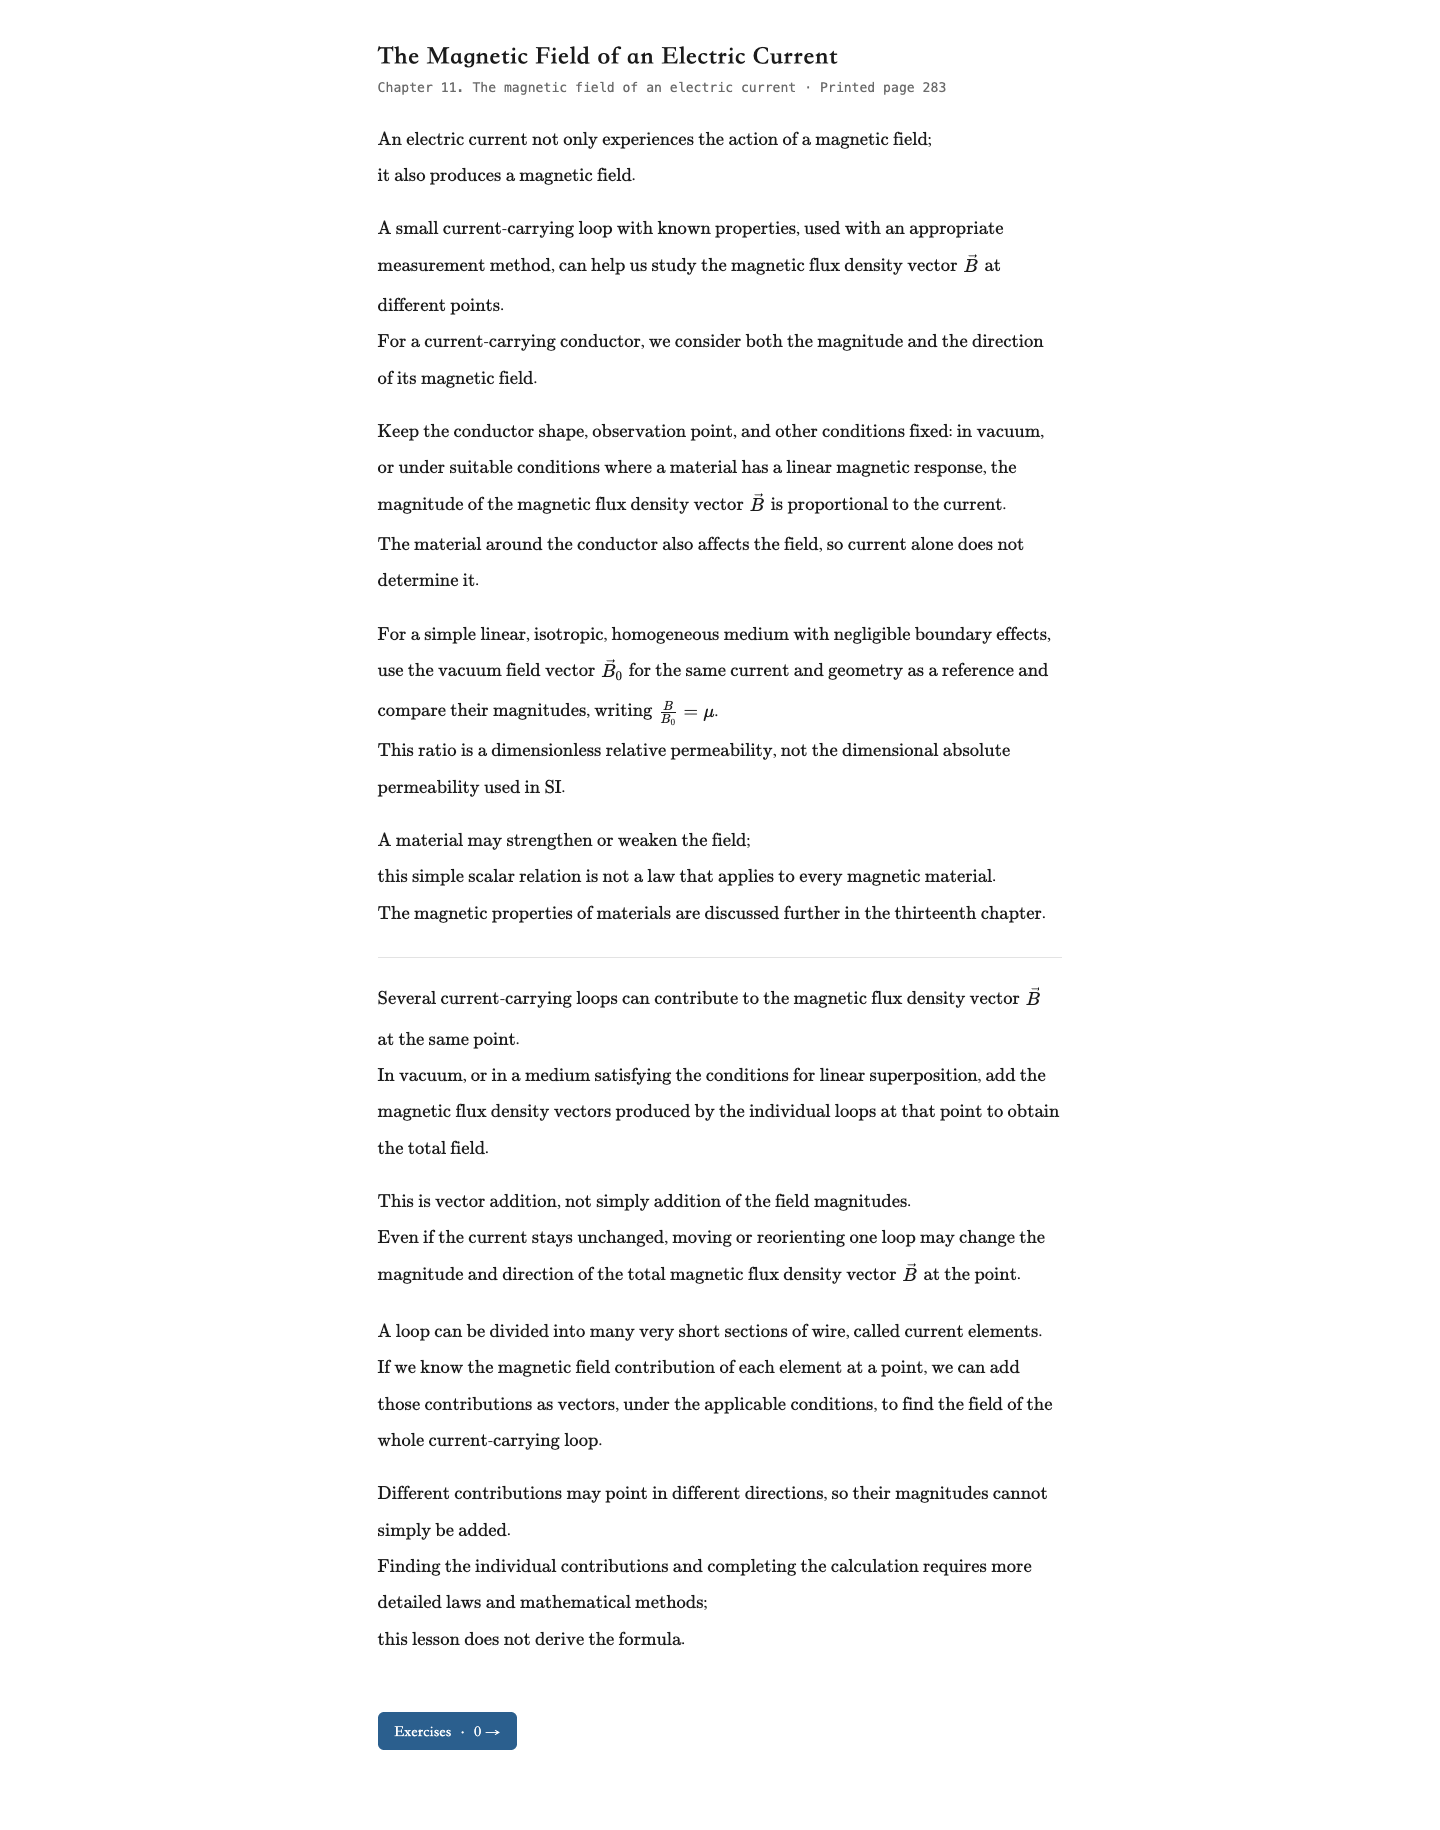 The Magnetic Field of an Electric Current
Chapter 11. The magnetic field of an electric current · Printed page 283
An electric current not only experiences the action of a magnetic field;
it also produces a magnetic field.
A small current-carrying loop with known properties, used with an appropriate
measurement method, can help us study the magnetic flux density vector \vec{B} at
different points.
For a current-carrying conductor, we consider both the magnitude and the direction
of its magnetic field.
Keep the conductor shape, observation point, and other conditions fixed: in vacuum,
or under suitable conditions where a material has a linear magnetic response, the
magnitude of the magnetic flux density vector \vec{B} is proportional to the current.
The material around the conductor also affects the field, so current alone does not
determine it.
For a simple linear, isotropic, homogeneous medium with negligible boundary effects,
use the vacuum field vector \vec{B}_0 for the same current and geometry as a reference and
compare their magnitudes, writing \frac{B}{B_0} = μ.
This ratio is a dimensionless relative permeability, not the dimensional absolute
permeability used in SI.
A material may strengthen or weaken the field;
this simple scalar relation is not a law that applies to every magnetic material.
The magnetic properties of materials are discussed further in the thirteenth chapter.
Several current-carrying loops can contribute to the magnetic flux density vector \vec{B}
at the same point.
In vacuum, or in a medium satisfying the conditions for linear superposition, add the
magnetic flux density vectors produced by the individual loops at that point to obtain
the total field.
This is vector addition, not simply addition of the field magnitudes.
Even if the current stays unchanged, moving or reorienting one loop may change the
magnitude and direction of the total magnetic flux density vector \vec{B} at the point.
A loop can be divided into many very short sections of wire, called current elements.
If we know the magnetic field contribution of each element at a point, we can add
those contributions as vectors, under the applicable conditions, to find the field of the
whole current-carrying loop.
Different contributions may point in different directions, so their magnitudes cannot
simply be added.
Finding the individual contributions and completing the calculation requires more
detailed laws and mathematical methods;
this lesson does not derive the formula.
Exercises · 0 →